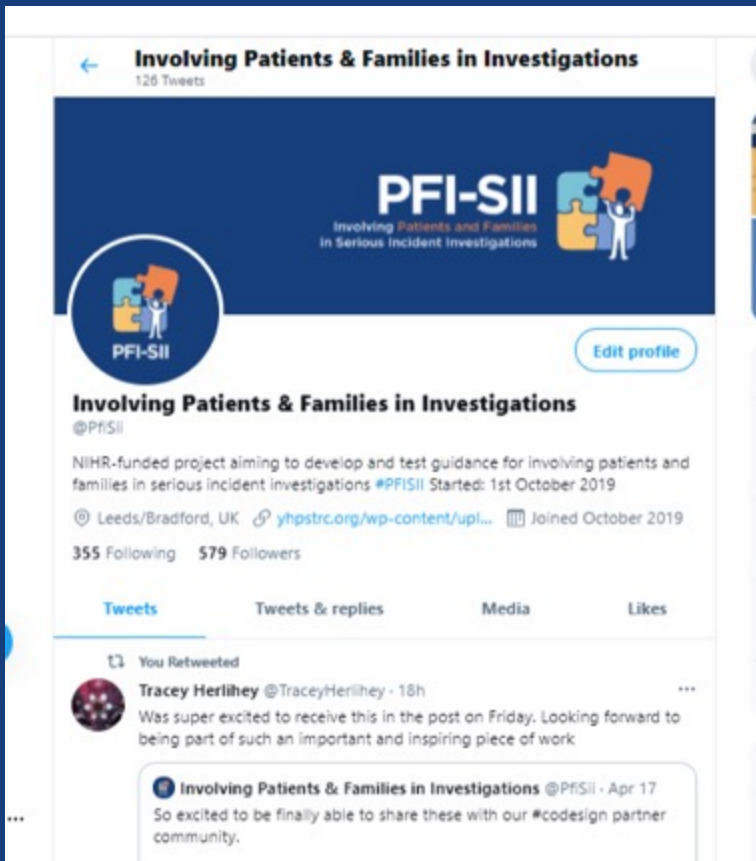 Involving Patients & Families in Investigations
126 Tweets
PFI-SII
Involving Patients and Families
in Serious Incident Investigations
PFI-SII
Edit profile
Involving Patients & Families in Investigations
@PfiSii
NIHR-funded project aiming to develop and test guidance for involving patients and
families in serious incident investigations #PFISII Started: 1st October 2019
Leeds/Bradford, UK yhpstrc.org/wp-content/upl... Joined October 2019
355 Following 579 Followers
Tweets Tweets & replies Media Likes
You Retweeted
Tracey Herlihey @TraceyHerlihey · 18h
Was super excited to receive this in the post on Friday. Looking forward to
being part of such an important and inspiring piece of work
Involving Patients & Families in Investigations @PfiSii · Apr 17
So excited to be finally able to share these with our #codesign partner
community.